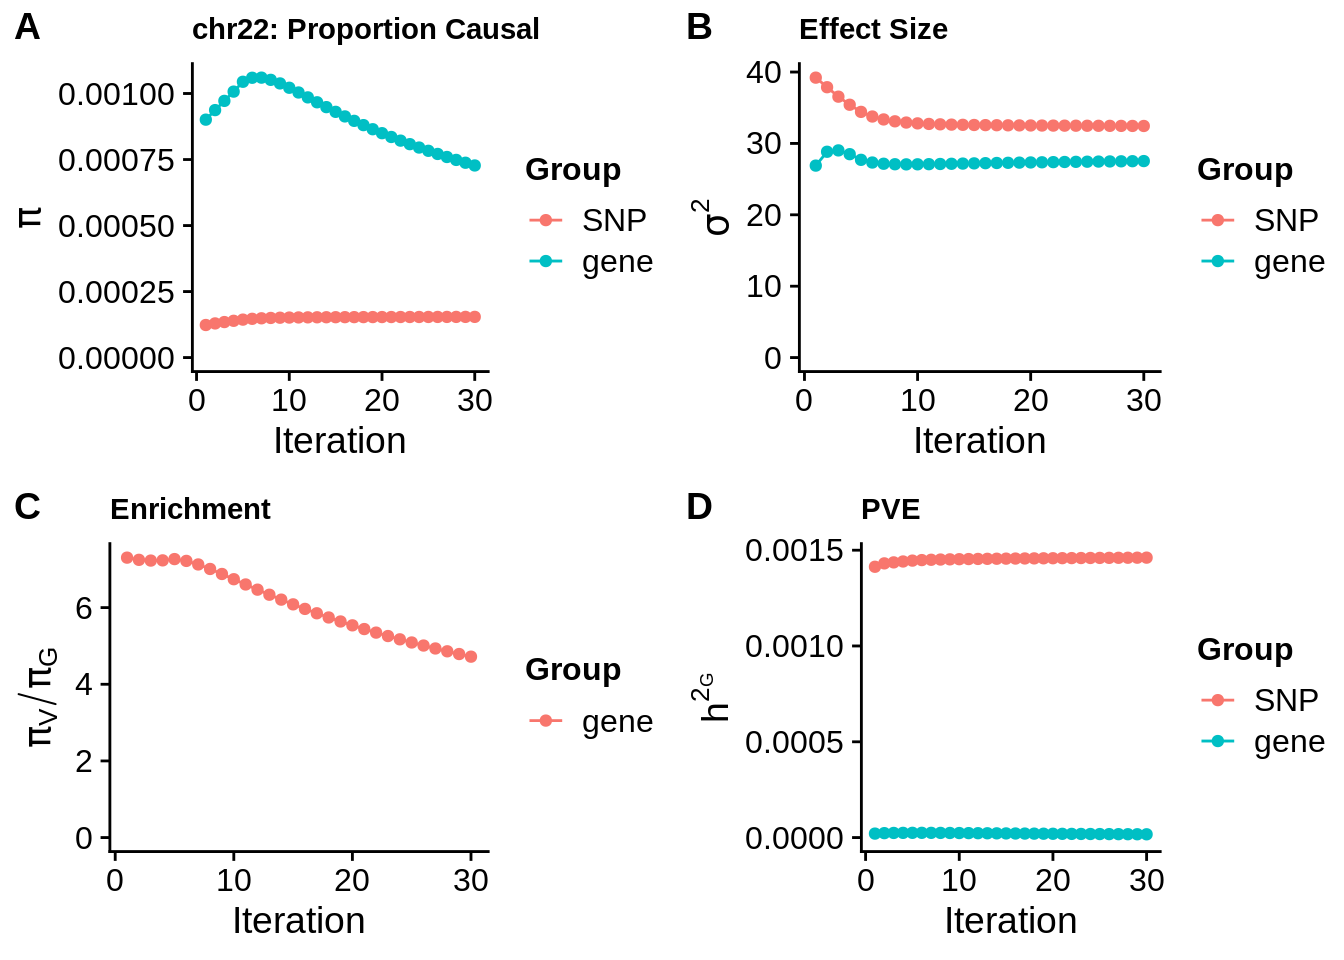 A
chr22: Proportion Causal
π
0.00100
0.00075
0.00050
0.00025
0.00000
0 10 20 30
Iteration
Group
SNP
gene
B
Effect Size
σ²
40
30
20
10
0
0 10 20 30
Iteration
Group
SNP
gene
C
Enrichment
πV/πG
6
4
2
0
0 10 20 30
Iteration
Group
gene
D
PVE
h²G
0.0015
0.0010
0.0005
0.0000
0 10 20 30
Iteration
Group
SNP
gene